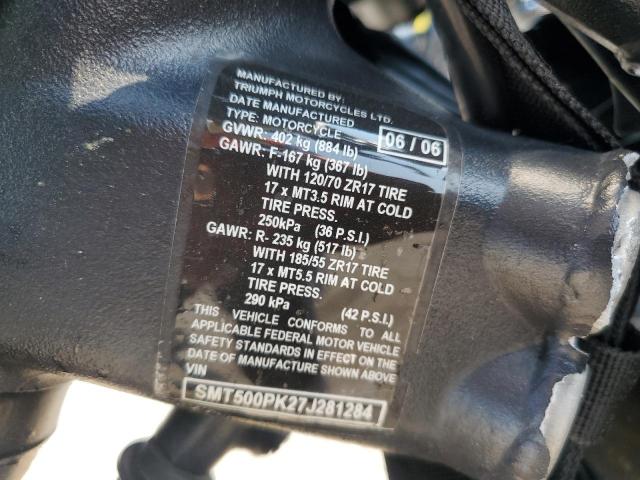 MANUFACTURED BY:
TRIUMPH MOTORCYCLES LTD.
DATE MANUFACTURED 06 / 06
TYPE: MOTORCYCLE
GVWR: 402 kg (884 lb)
GAWR: F-167 kg (367 lb)
WITH 120/70 ZR17 TIRE
17 x MT3.5 RIM AT COLD
TIRE PRESS.
250kPa (36 P.S.I.)
GAWR: R- 235 kg (517 lb)
WITH 185/55 ZR17 TIRE
17 x MT5.5 RIM AT COLD
TIRE PRESS.
290 kPa (42 P.S.I.)
THIS VEHICLE CONFORMS TO ALL
APPLICABLE FEDERAL MOTOR VEHICLE
SAFETY STANDARDS IN EFFECT ON THE
DATE OF MANUFACTURE SHOWN ABOVE
VIN
SMT500PK27J281284